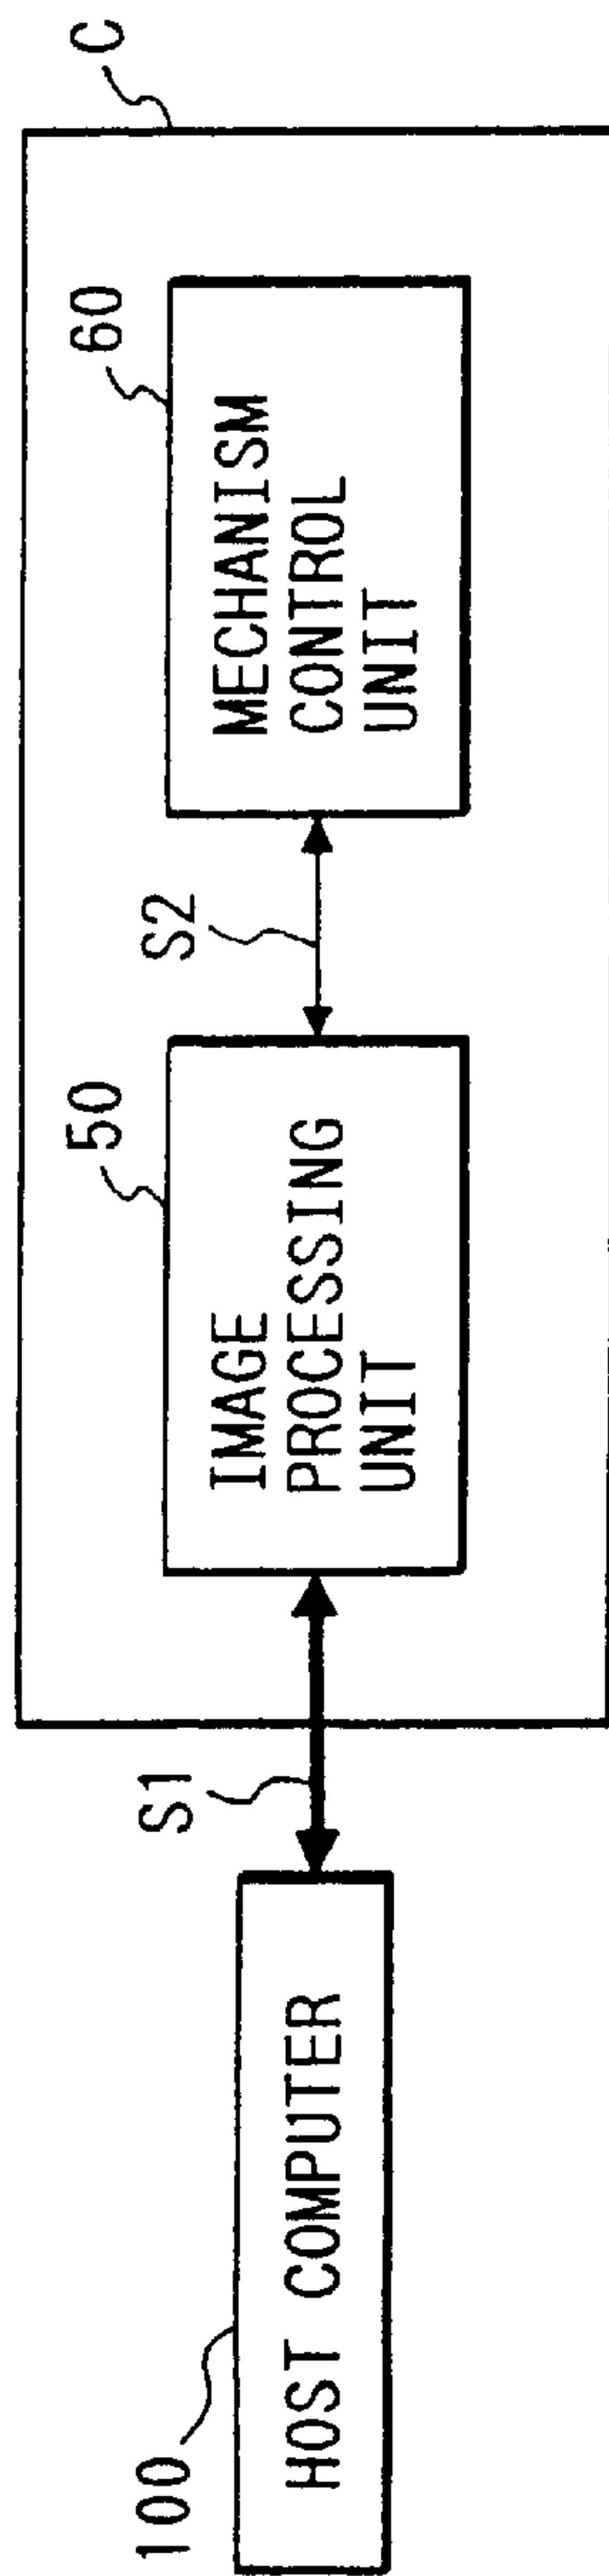 C
100
S1
50
S2
60
HOST COMPUTER
IMAGE
PROCESSING
UNIT
MECHANISM
CONTROL
UNIT